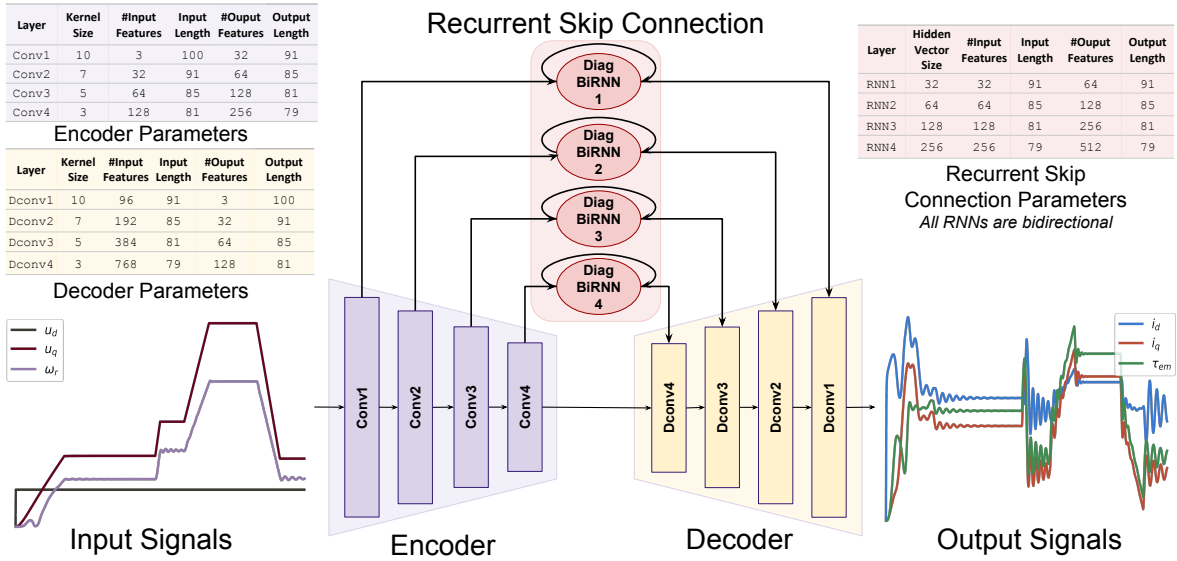 Recurrent Skip Connection
Layer Kernel Size #Input Features Input Length #Ouput Features Output Length
Conv1 10 3 100 32 91
Conv2 7 32 91 64 85
Conv3 5 64 85 128 81
Conv4 3 128 81 256 79
Encoder Parameters
Layer Kernel Size #Input Features Input Length #Ouput Features Output Length
Dconv1 10 96 91 3 100
Dconv2 7 192 85 32 91
Dconv3 5 384 81 64 85
Dconv4 3 768 79 128 81
Decoder Parameters
Diag
BiRNN
1
Diag
BiRNN
2
Diag
BiRNN
3
Diag
BiRNN
4
Layer Hidden Vector Size #Input Features Input Length #Ouput Features Output Length
RNN1 32 32 91 64 91
RNN2 64 64 85 128 85
RNN3 128 128 81 256 81
RNN4 256 256 79 512 79
Recurrent Skip
Connection Parameters
All RNNs are bidirectional
u_d
u_q
ω_r
Input Signals
Conv1
Conv2
Conv3
Conv4
Encoder
Dconv4
Dconv3
Dconv2
Dconv1
Decoder
i_d
i_q
τ_em
Output Signals